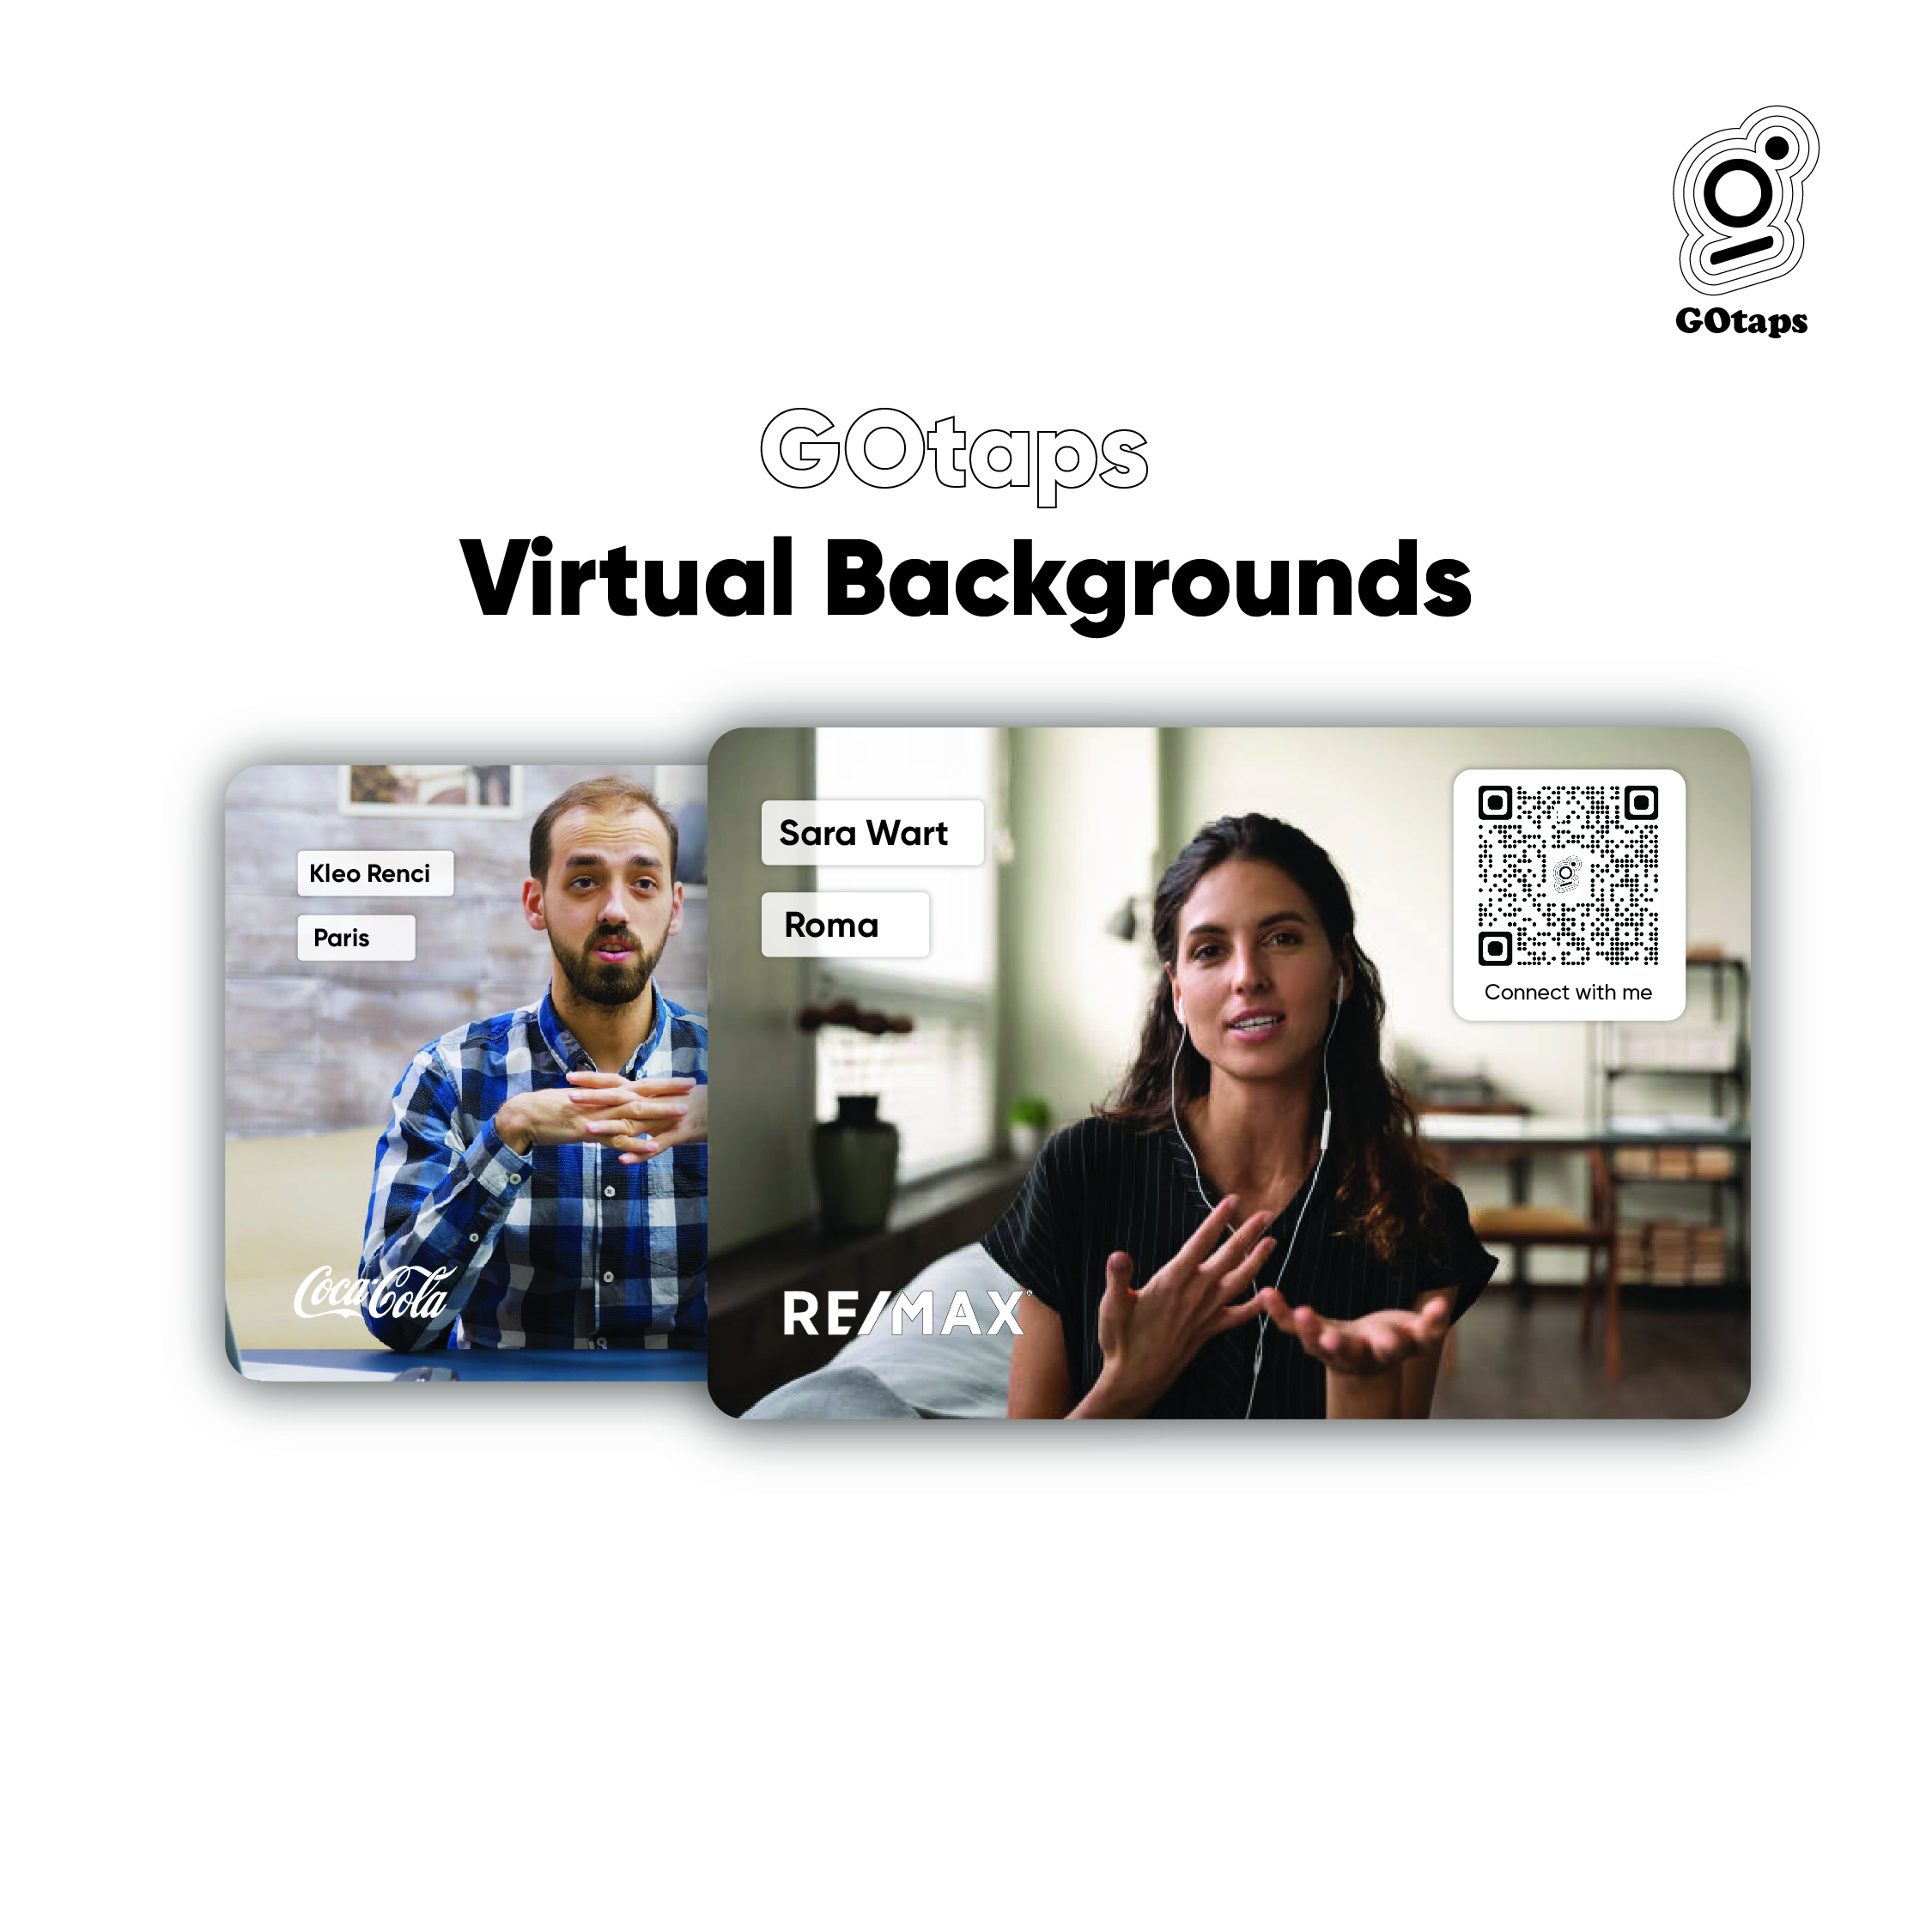 GOtaps
GOtaps
Virtual Backgrounds
Kleo Renci
Paris
Coca-Cola
Sara Wart
Roma
RE/MAX
Connect with me